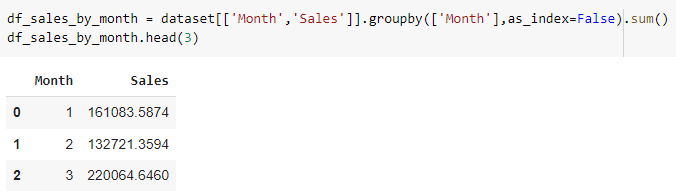 df_sales_by_month = dataset[['Month','Sales']].groupby(['Month'],as_index=False).sum()
df_sales_by_month.head(3)
Month Sales
0 1 161083.5874
1 2 132721.3594
2 3 220064.6460